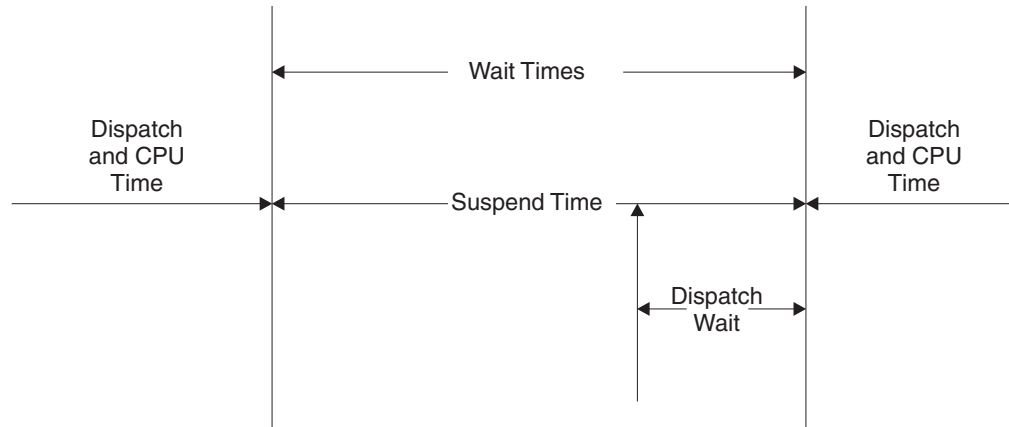 Wait Times
Dispatch
and CPU
Time
Dispatch
and CPU
Time
Suspend Time
Dispatch
Wait